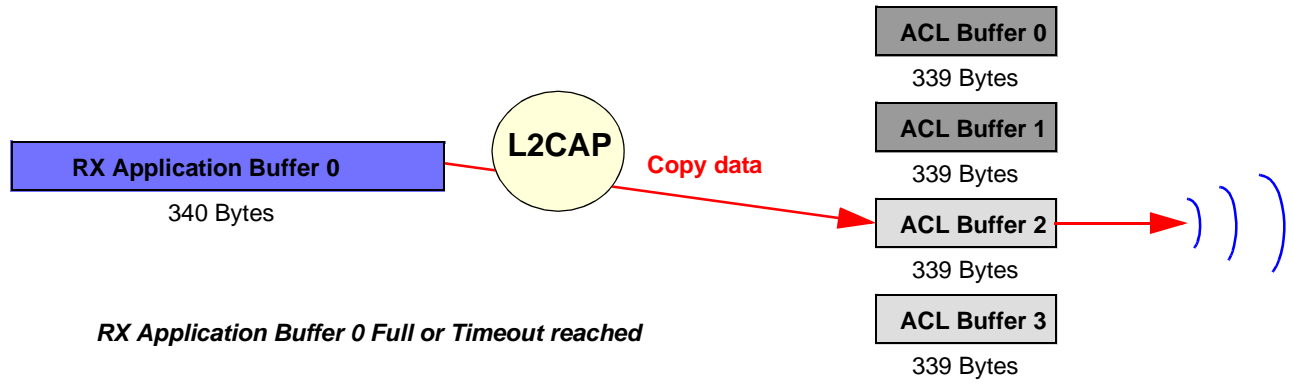 ACL Buffer 0
339 Bytes
ACL Buffer 1
339 Bytes
L2CAP
Copy data
RX Application Buffer 0
340 Bytes
ACL Buffer 2
339 Bytes
ACL Buffer 3
339 Bytes
RX Application Buffer 0 Full or Timeout reached